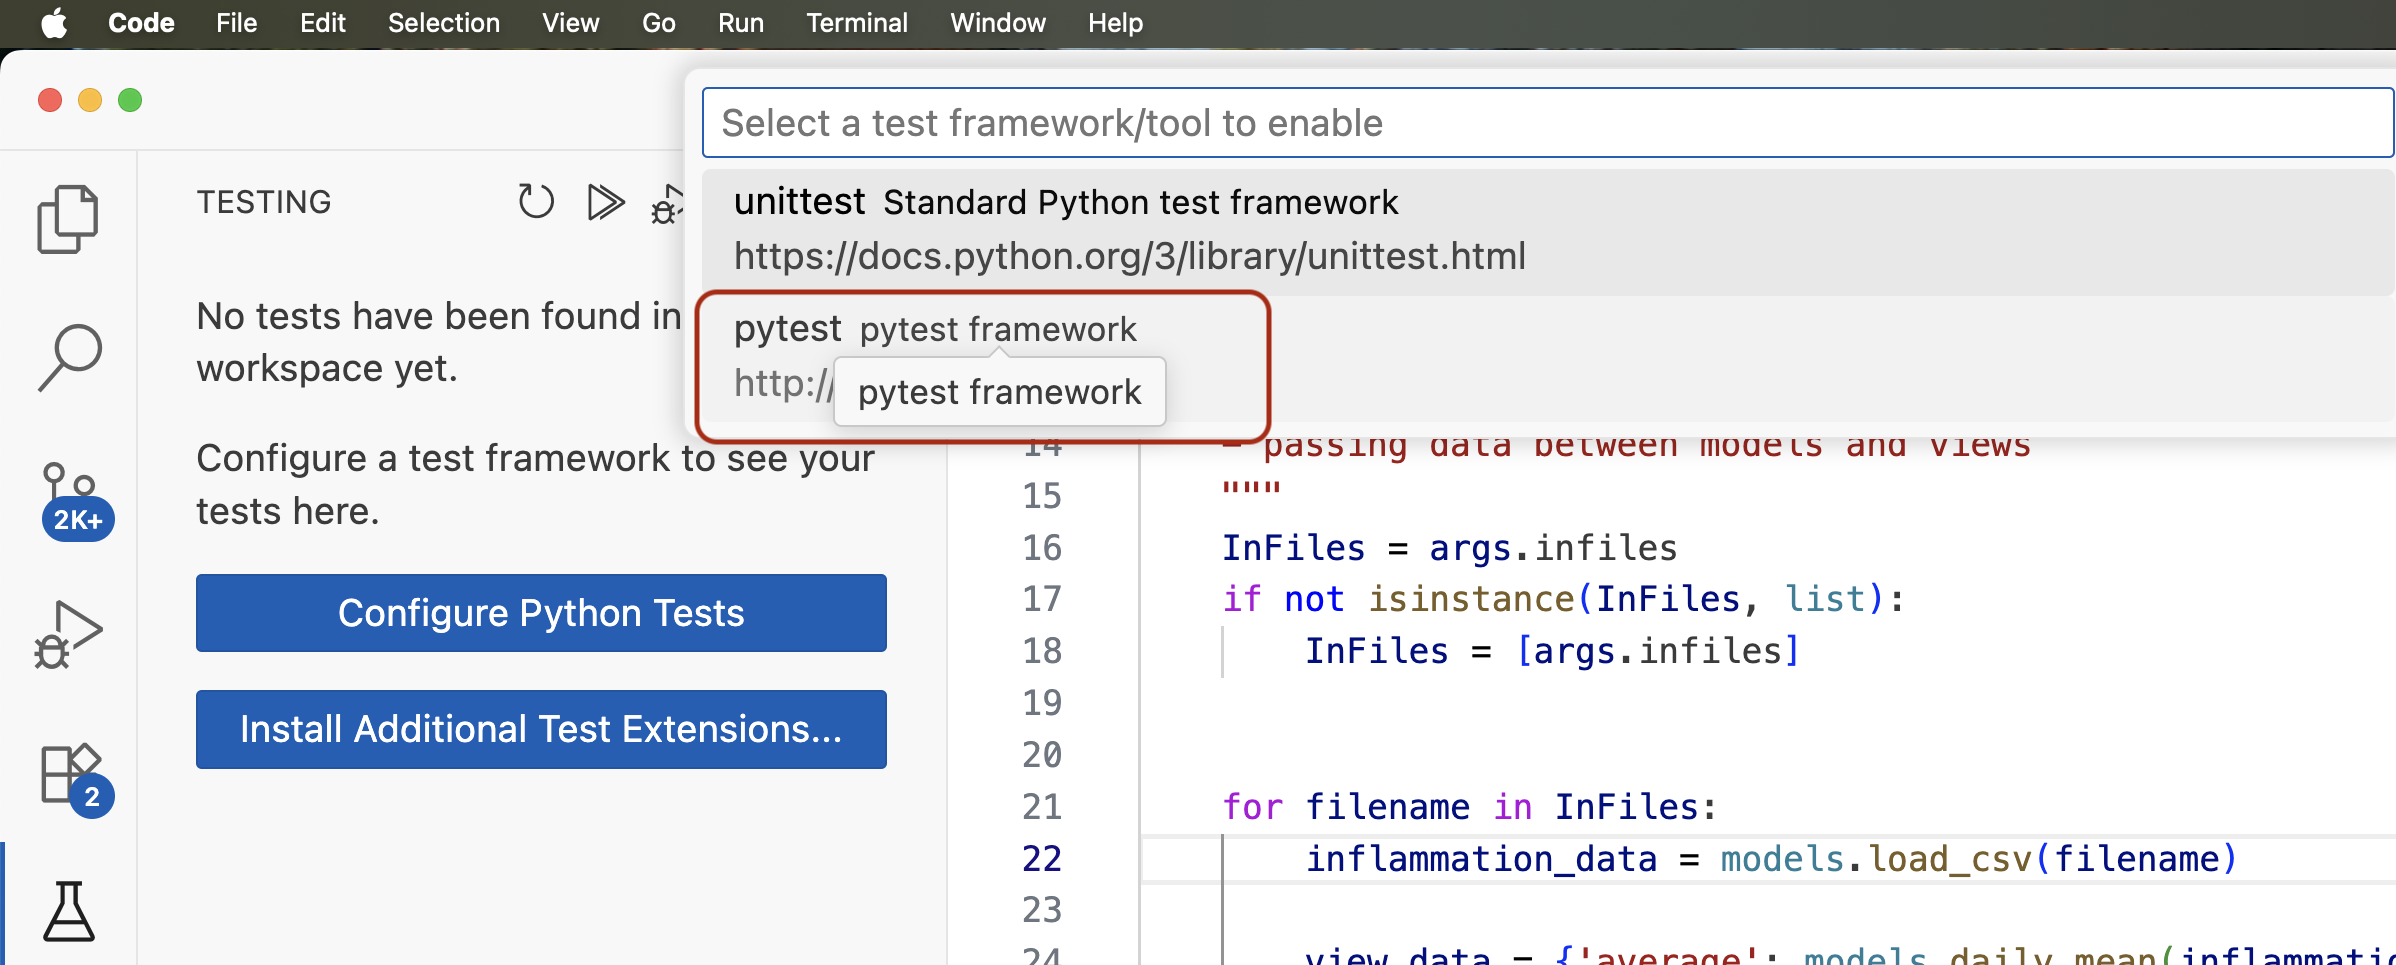 Code File Edit Selection View Go Run Terminal Window Help
Select a test framework/tool to enable
TESTING
unittest Standard Python test framework
https://docs.python.org/3/library/unittest.html
No tests have been found in
workspace yet.
pytest pytest framework
http://
pytest framework
Configure a test framework to see your
tests here.
2K+
Configure Python Tests
Install Additional Test Extensions...
2
14 - passing data between models and views
15 """
16 InFiles = args.infiles
17 if not isinstance(InFiles, list):
18 InFiles = [args.infiles]
19
20
21 for filename in InFiles:
22 inflammation_data = models.load_csv(filename)
23
24 view_data = {'average': models.daily_mean(inflammatic